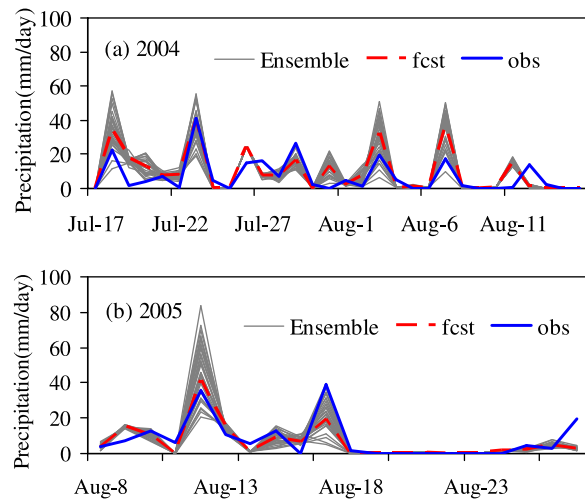 100
(a) 2004
80
Ensemble fcst obs
60
40
20
0
Precipitation(mm/day)
Jul-17 Jul-22 Jul-27 Aug-1 Aug-6 Aug-11
100
(b) 2005
80
Ensemble fcst obs
60
40
20
0
Precipitation(mm/day)
Aug-8 Aug-13 Aug-18 Aug-23